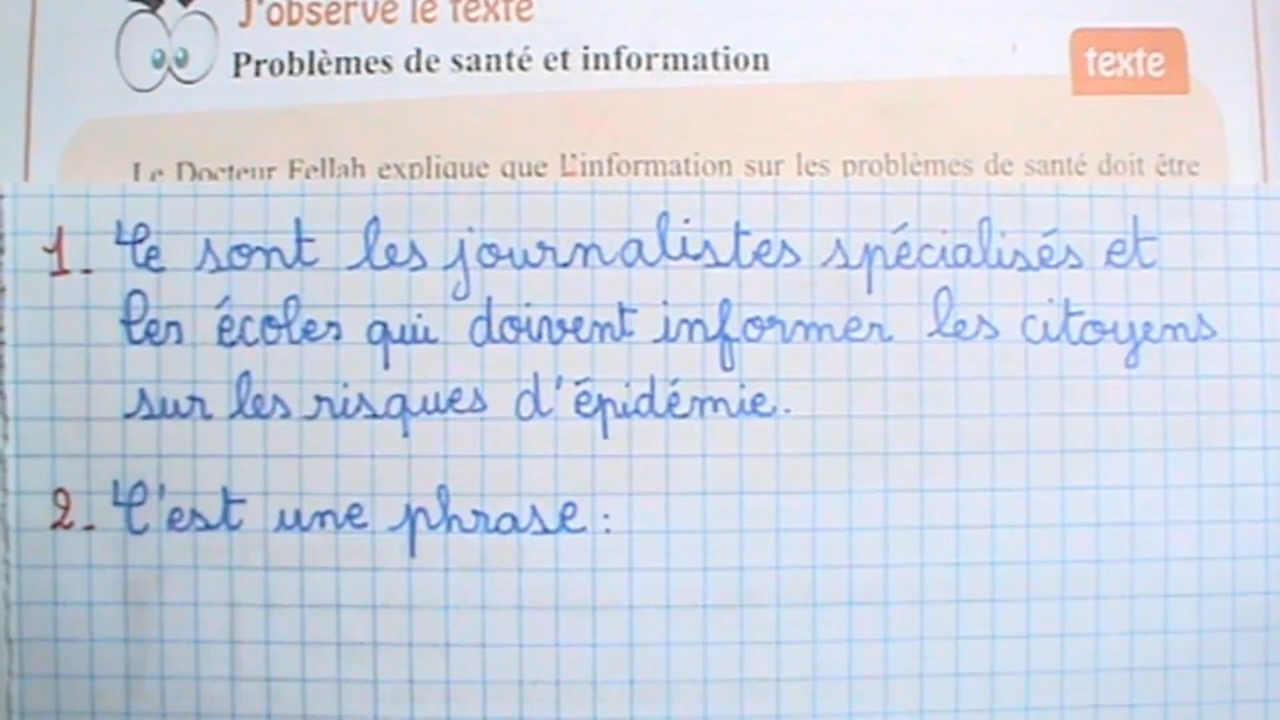 J'observe le texte
Problèmes de santé et information
texte
Le Docteur Fellah explique que L'information sur les problèmes de santé doit être
1. Ce sont les journalistes spécialisés et
les écoles qui doivent informer les citoyens
sur les risques d'épidémie.
2. C'est une phrase :